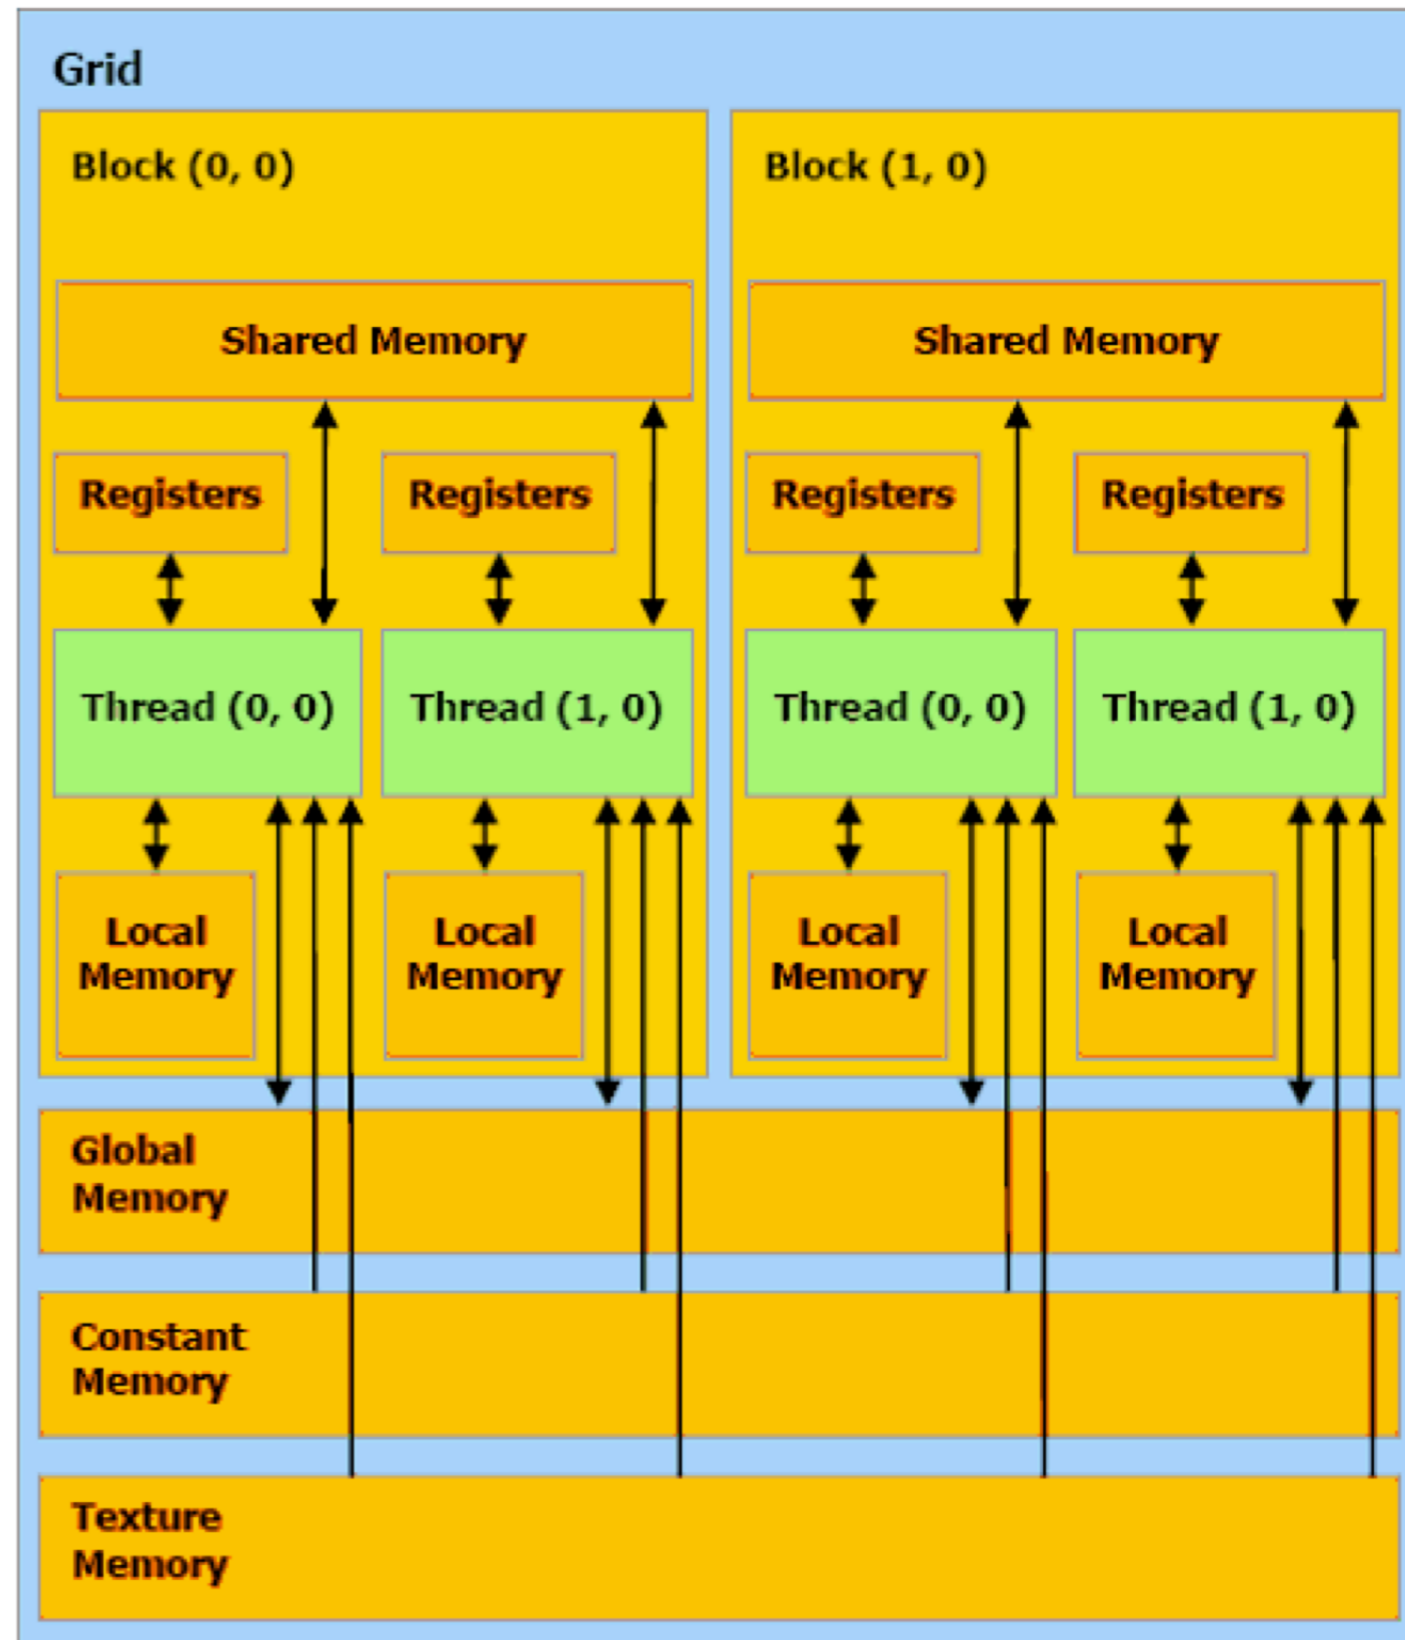 Grid
Block (0, 0)
Block (1, 0)
Shared Memory
Shared Memory
Registers
Registers
Registers
Registers
Thread (0, 0)
Thread (1, 0)
Thread (0, 0)
Thread (1, 0)
Local
Memory
Local
Memory
Local
Memory
Local
Memory
Global
Memory
Constant
Memory
Texture
Memory